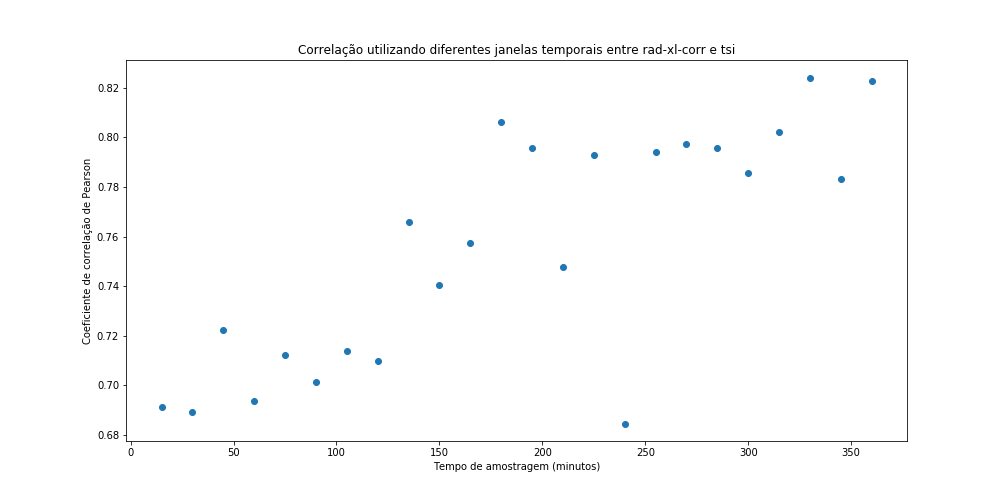 Correlação utilizando diferentes janelas temporais entre rad-xl-corr e tsi
Coeficiente de correlação de Pearson
0.82
0.80
0.78
0.76
0.74
0.72
0.70
0.68
0 50 100 150 200 250 300 350
Tempo de amostragem (minutos)